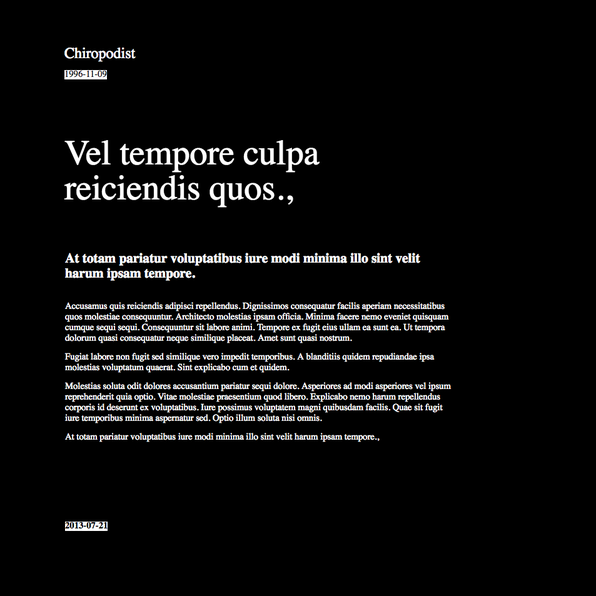 Chiropodist
1996-11-09
Vel tempore culpa
reiciendis quos.,
At totam pariatur voluptatibus iure modi minima illo sint velit
harum ipsam tempore.
Accusamus quis reiciendis adipisci repellendus. Dignissimos consequatur facilis aperiam necessitatibus
quos molestiae consequuntur. Architecto molestias ipsam officia. Minima facere nemo eveniet quisquam
cumque sequi sequi. Consequuntur sit labore animi. Tempore ex fugit eius ullam ea sunt ea. Ut tempora
dolorum quasi consequatur neque similique placeat. Amet sunt quasi nostrum.
Fugiat labore non fugit sed similique vero impedit temporibus. A blanditiis quidem repudiandae ipsa
molestias voluptatum quaerat. Sint explicabo cum et quidem.
Molestias soluta odit dolores accusantium pariatur sequi dolore. Asperiores ad modi asperiores vel ipsum
reprehenderit quia optio. Vitae molestiae praesentium quod libero. Explicabo nemo harum repellendus
corporis id deserunt ex voluptatibus. Iure possimus voluptatem magni quibusdam facilis. Quae sit fugit
iure temporibus minima aspernatur sed. Optio illum soluta nisi omnis.
At totam pariatur voluptatibus iure modi minima illo sint velit harum ipsam tempore.,
2013-07-21